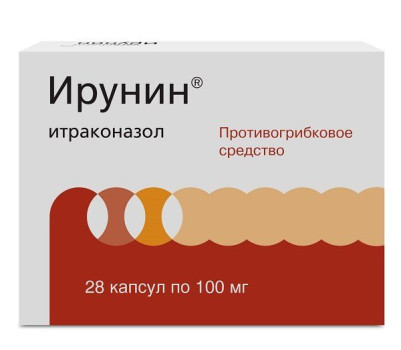 Ирунин®
итраконазол
Противогрибковое
средство
28 капсул по 100 мг